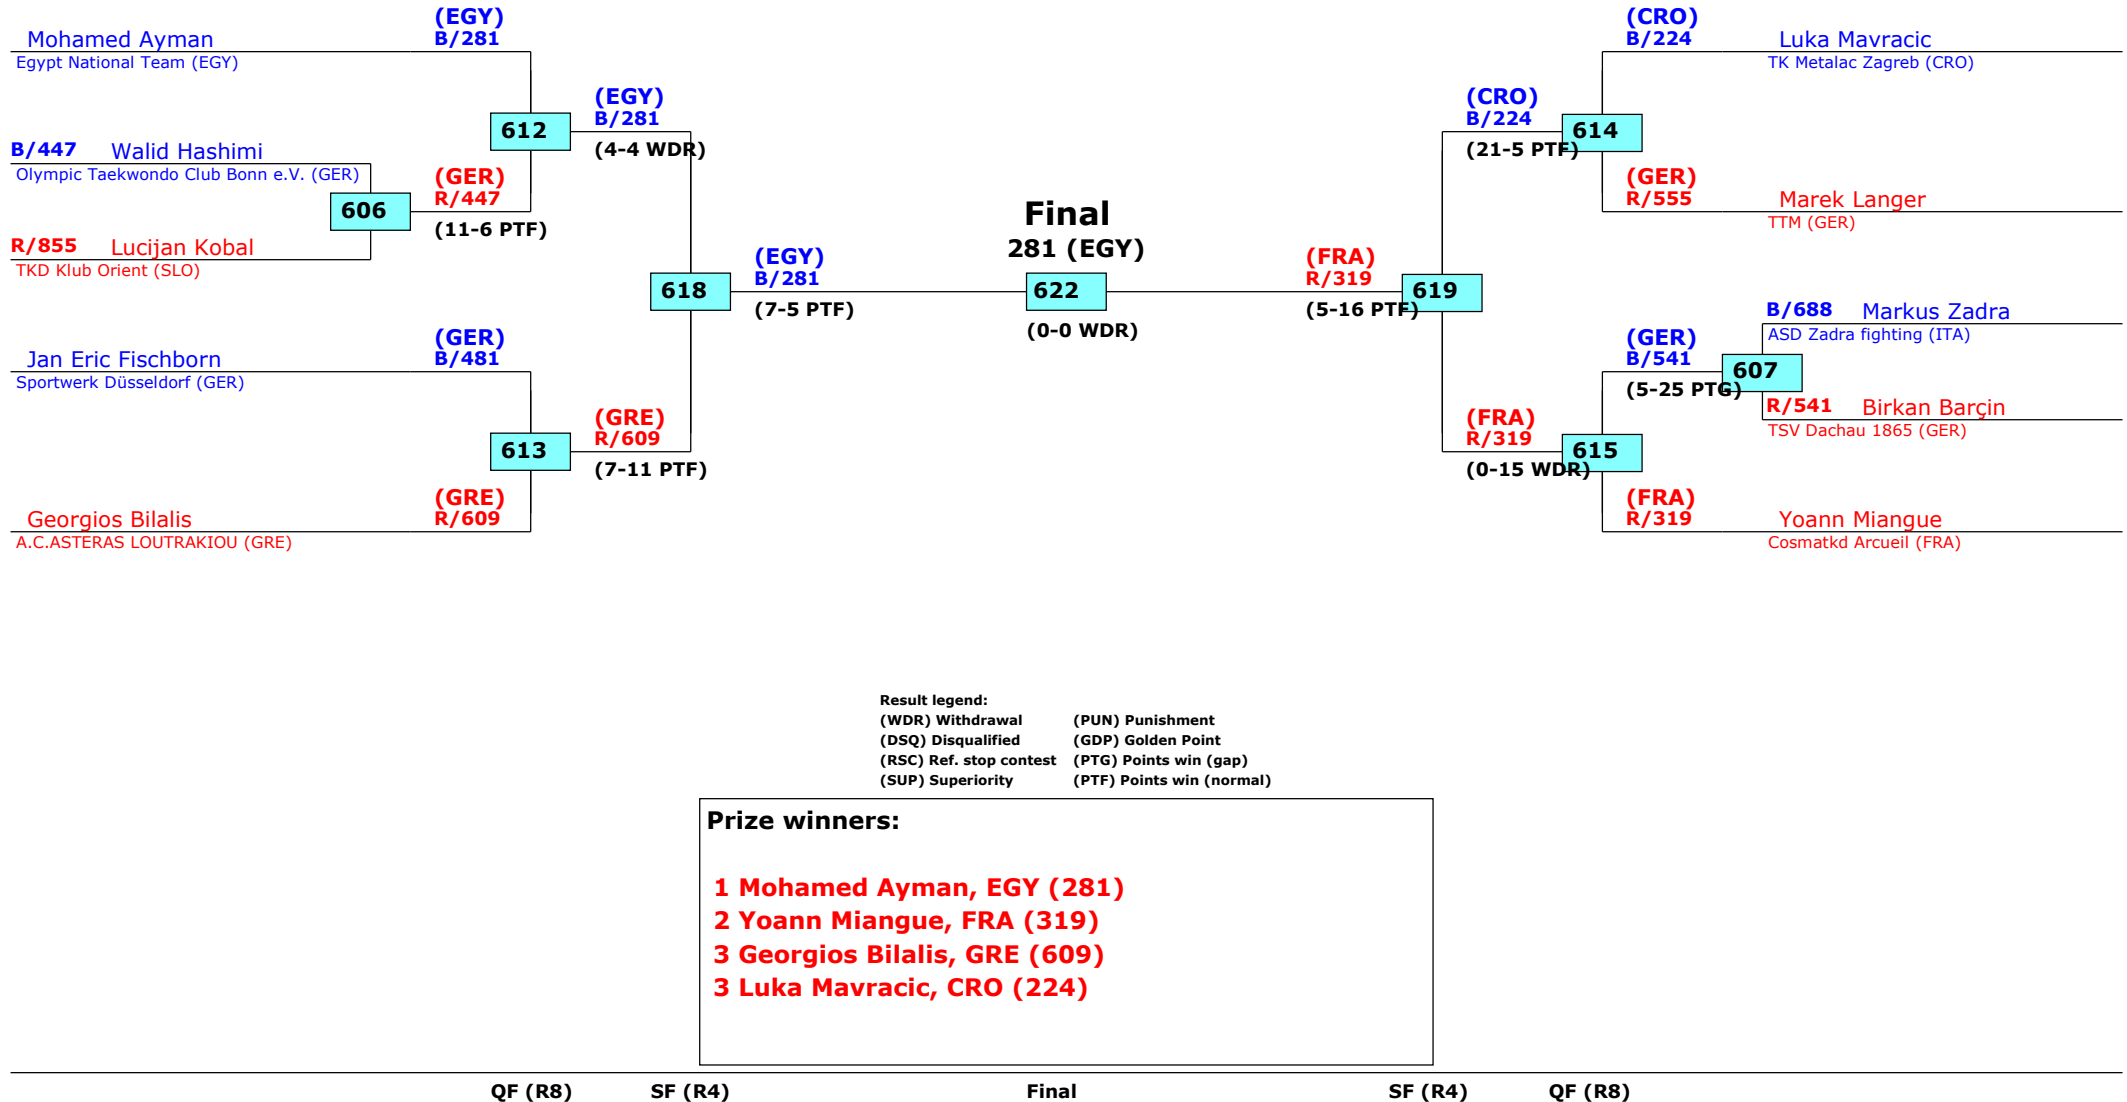 (EGY)
B/281
Mohamed Ayman
Egypt National Team (EGY)
(EGY)
B/281
612
(4-4 WDR)
B/447 Walid Hashimi
Olympic Taekwondo Club Bonn e.V. (GER)
(GER)
R/447
606
(11-6 PTF)
R/855 Lucijan Kobal
TKD Klub Orient (SLO)
(EGY)
B/281
618
(7-5 PTF)
(GER)
B/481
Jan Eric Fischborn
Sportwerk Düsseldorf (GER)
(GRE)
R/609
613
(7-11 PTF)
(GRE)
R/609
Georgios Bilalis
A.C.ASTERAS LOUTRAKIOU (GRE)
Final
281 (EGY)
622
(0-0 WDR)
(CRO)
B/224
Luka Mavracic
TK Metalac Zagreb (CRO)
(CRO)
B/224
614
(21-5 PTF)
(GER)
R/555
Marek Langer
TTM (GER)
(FRA)
R/319
619
(5-16 PTF)
B/688 Markus Zadra
ASD Zadra fighting (ITA)
(GER)
B/541
607
(5-25 PTG)
R/541 Birkan Barçin
TSV Dachau 1865 (GER)
(FRA)
R/319
615
(0-15 WDR)
(FRA)
R/319
Yoann Miangue
Cosmatkd Arcueil (FRA)
Result legend:
(WDR) Withdrawal (PUN) Punishment
(DSQ) Disqualified (GDP) Golden Point
(RSC) Ref. stop contest (PTG) Points win (gap)
(SUP) Superiority (PTF) Points win (normal)
Prize winners:
1 Mohamed Ayman, EGY (281)
2 Yoann Miangue, FRA (319)
3 Georgios Bilalis, GRE (609)
3 Luka Mavracic, CRO (224)
QF (R8) SF (R4) Final SF (R4) QF (R8)